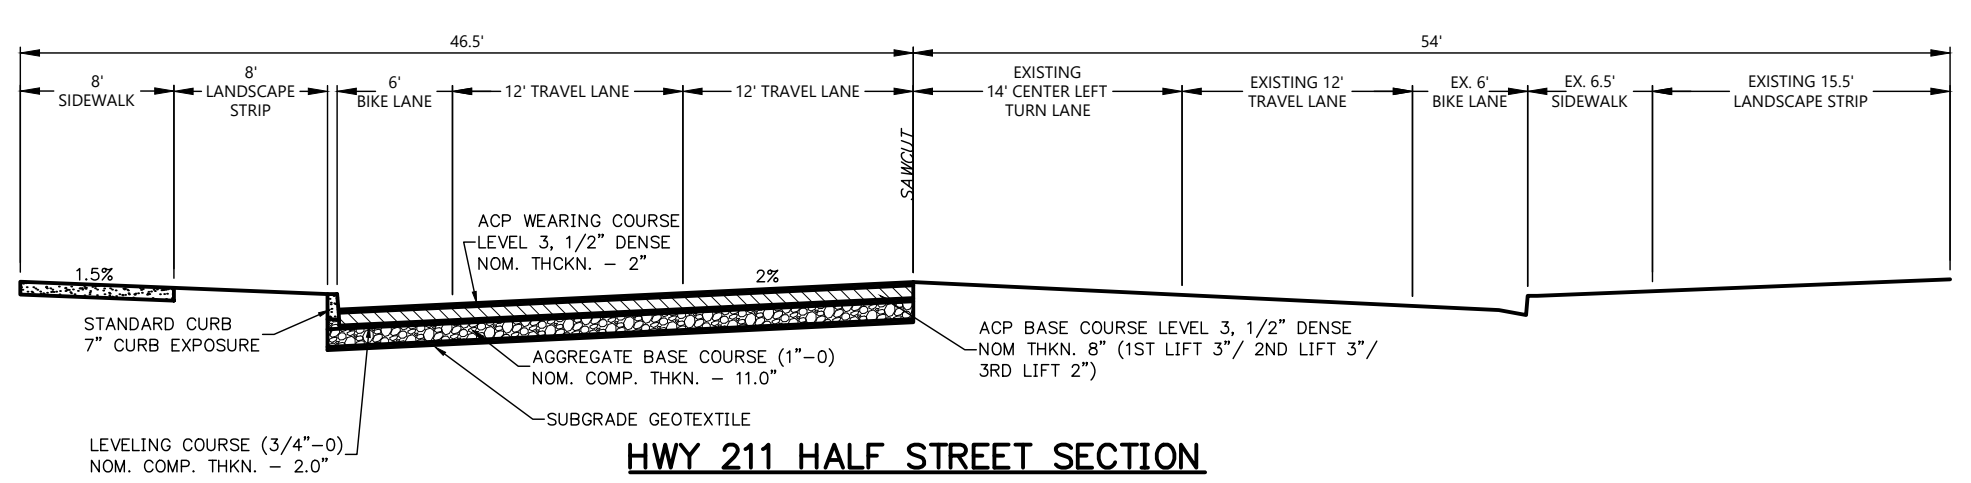 46.5'
54'
8'
SIDEWALK
8'
LANDSCAPE
STRIP
6'
BIKE LANE
12' TRAVEL LANE
12' TRAVEL LANE
EXISTING
14' CENTER LEFT
TURN LANE
EXISTING 12'
TRAVEL LANE
EX. 6'
BIKE LANE
EX. 6.5'
SIDEWALK
EXISTING 15.5'
LANDSCAPE STRIP
SAWCUT
ACP WEARING COURSE
LEVEL 3, 1/2" DENSE
NOM. THCKN. – 2"
1.5%
2%
STANDARD CURB
7" CURB EXPOSURE
AGGREGATE BASE COURSE (1"–0)
NOM. COMP. THKN. – 11.0"
ACP BASE COURSE LEVEL 3, 1/2" DENSE
NOM THKN. 8" (1ST LIFT 3"/ 2ND LIFT 3"/
3RD LIFT 2")
SUBGRADE GEOTEXTILE
LEVELING COURSE (3/4"–0)
NOM. COMP. THKN. – 2.0"
HWY 211 HALF STREET SECTION